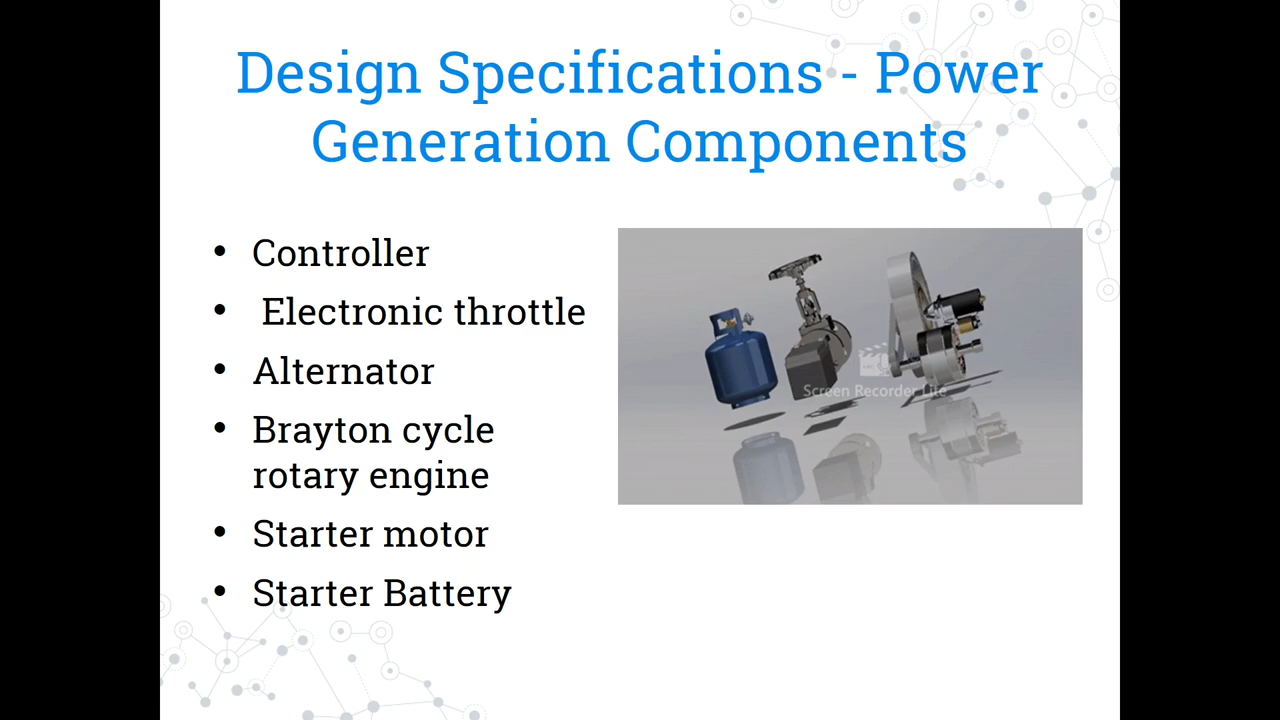 Design Specifications - Power
Generation Components
• Controller
• Electronic throttle
• Alternator
• Brayton cycle
rotary engine
• Starter motor
• Starter Battery
Screen Recorder Lite